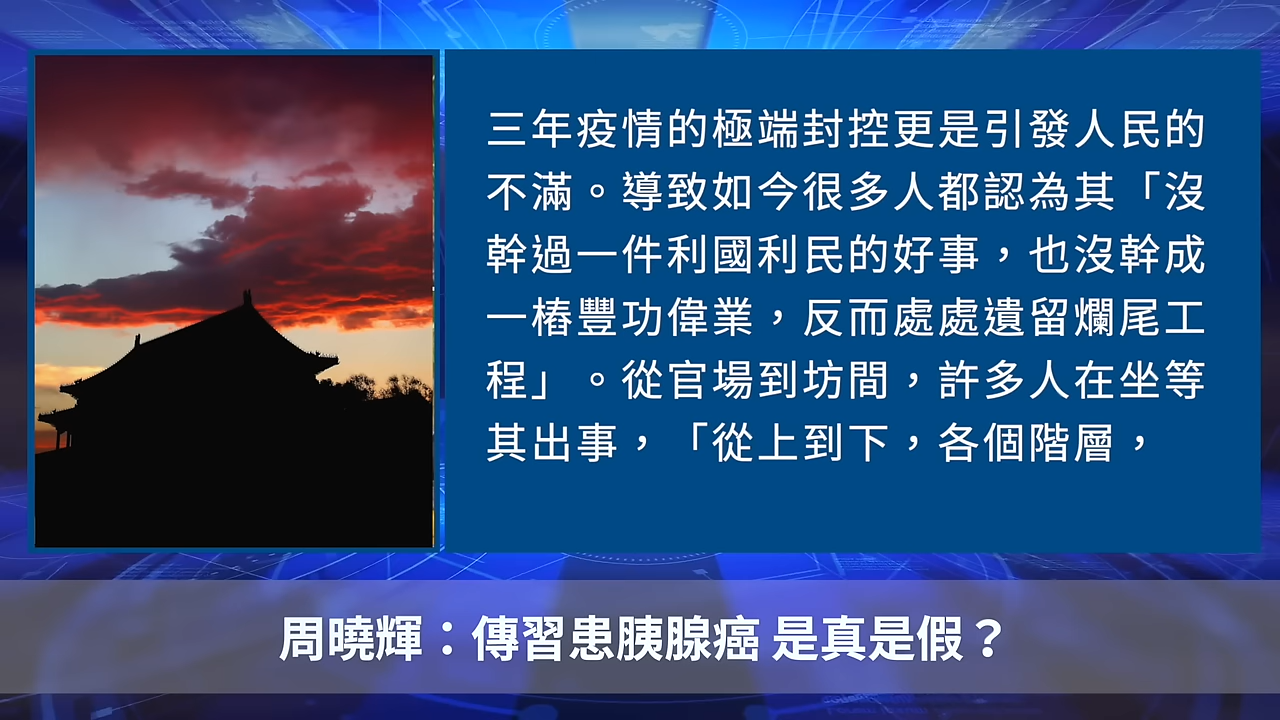 三年疫情的極端封控更是引發人民的
不滿。導致如今很多人都認為其「沒
幹過一件利國利民的好事，也沒幹成
一樁豐功偉業，反而處處遺留爛尾工
程」。從官場到坊間，許多人在坐等
其出事，「從上到下，各個階層，
周曉輝：傳習患胰腺癌 是真是假？